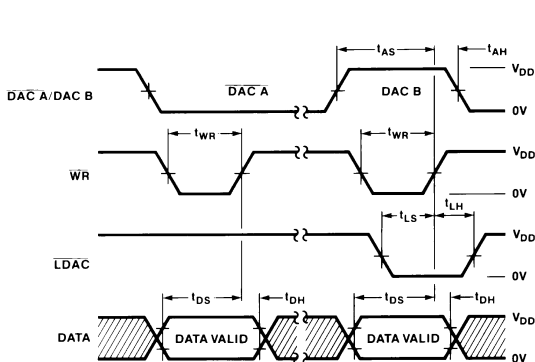 tAS
tAH
VDD
DAC A/DAC B
DAC A
DAC B
0V
tWR
tWR
VDD
WR
0V
tLS
tLH
VDD
LDAC
0V
tDS
tDH
tDS
tDH
VDD
DATA
DATA VALID
DATA VALID
0V